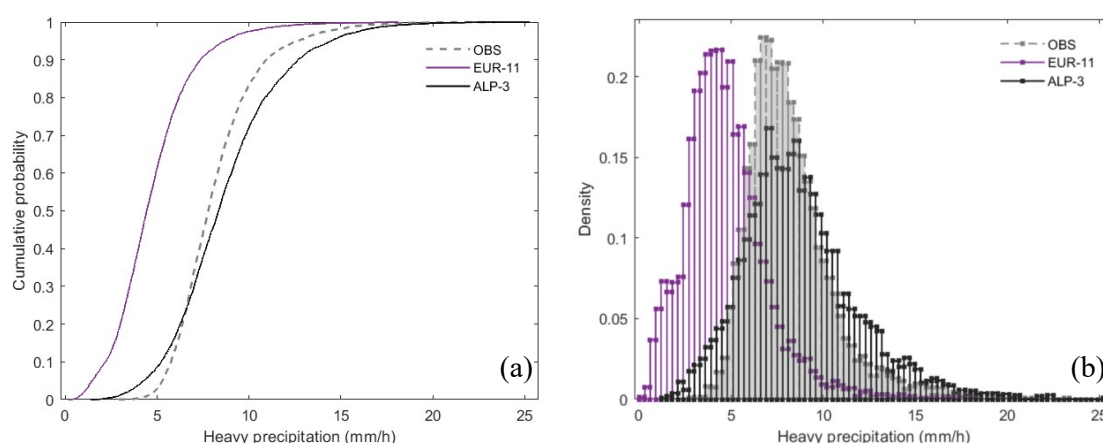 1
0.9
0.8
0.7
0.6
0.5
0.4
0.3
0.2
0.1
0
Cumulative probability
OBS
EUR-11
ALP-3
(a)
0 5 10 15 20 25
Heavy precipitation (mm/h)
0.2
0.15
0.1
0.05
0
Density
OBS
EUR-11
ALP-3
(b)
0 5 10 15 20 25
Heavy precipitation (mm/h)